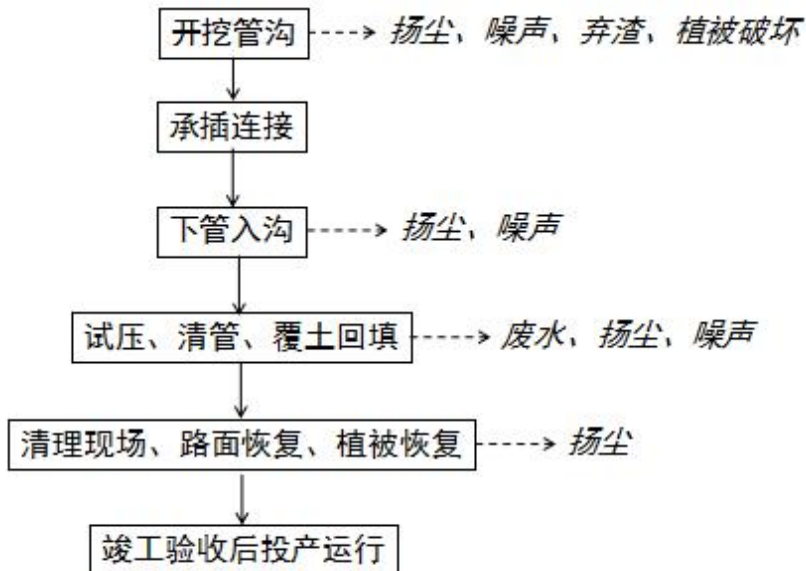 开挖管沟 扬尘、噪声、弃渣、植被破坏
承插连接
下管入沟 扬尘、噪声
试压、清管、覆土回填 废水、扬尘、噪声
清理现场、路面恢复、植被恢复 扬尘
竣工验收后投产运行